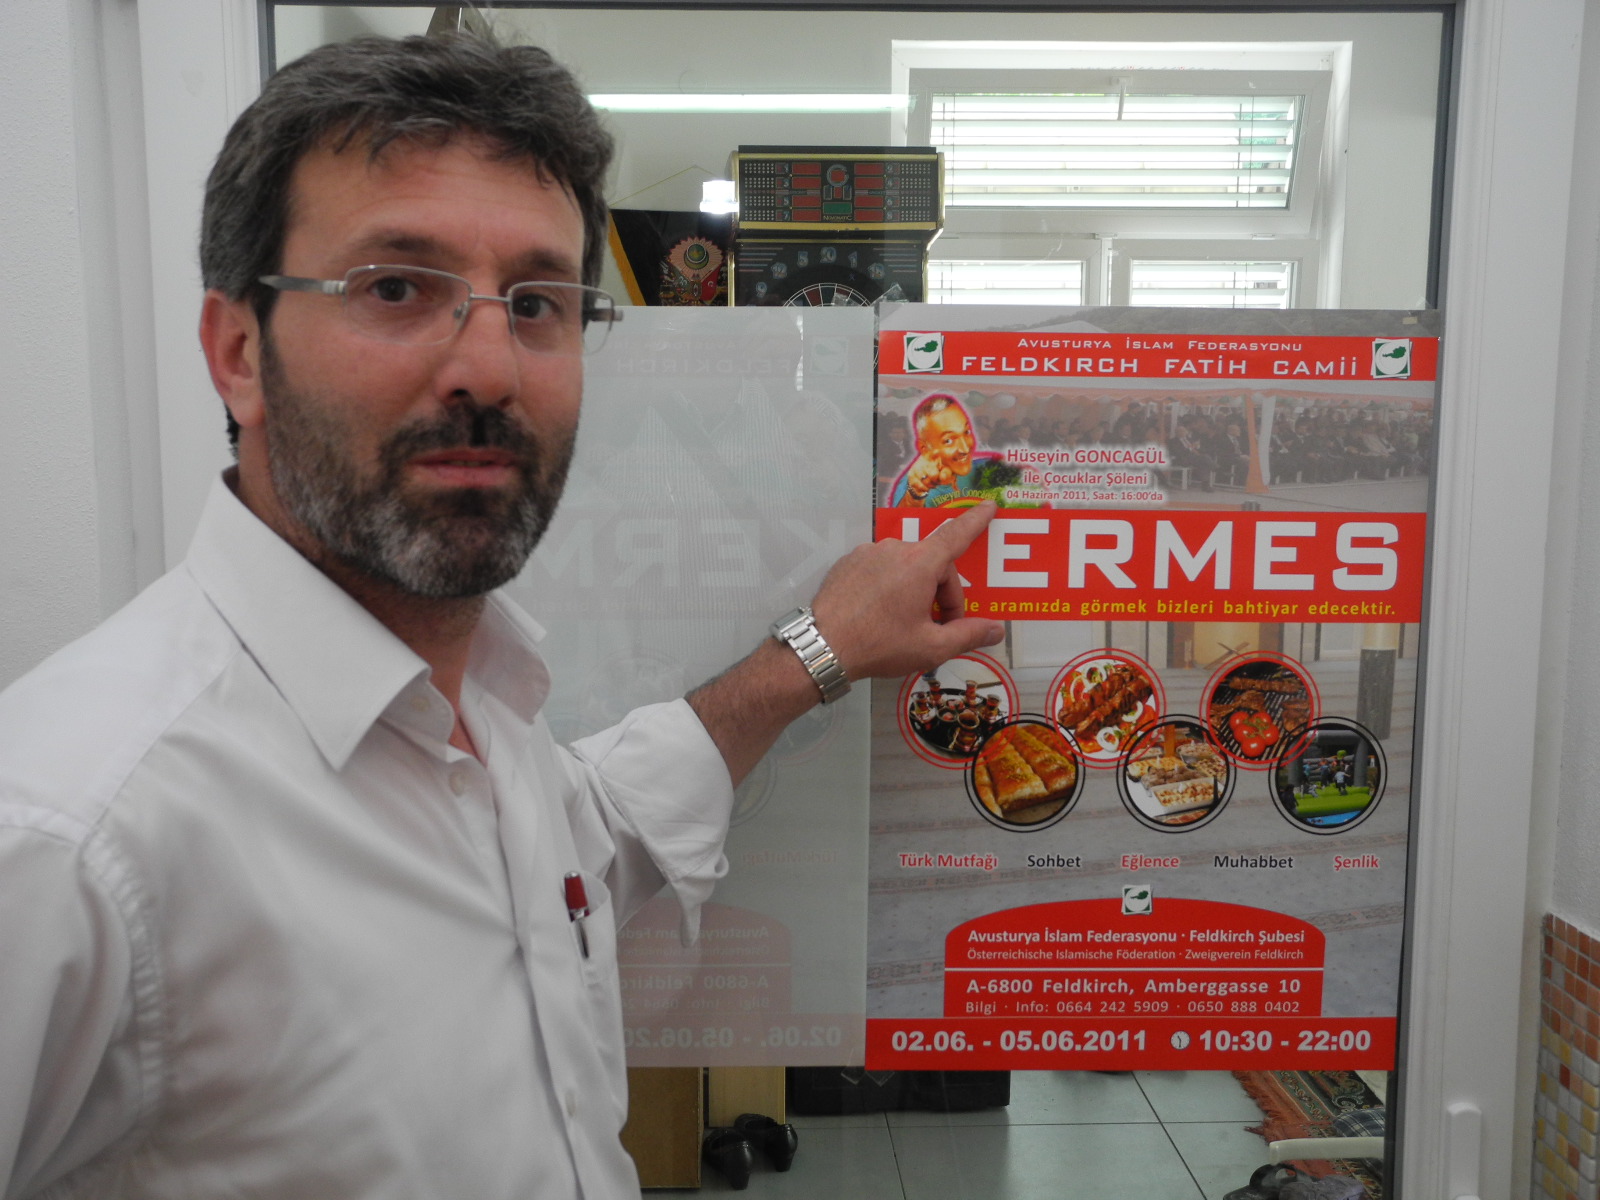 AVUSTURYA İSLAM FEDERASYONU
FELDKIRCH FATİH CAMİİ
Hüseyin GONCAGÜL
ile Çocuklar Şöleni
04 Haziran 2011, Saat: 16:00'da
Hüseyin Goncagül
KERMES
aramızda görmek bizleri bahtiyar edecektir.
Türk Mutfağı Sohbet Eğlence Muhabbet Şenlik
Avusturya İslam Federasyonu · Feldkirch Şubesi
Österreichische Islamische Föderation · Zweigverein Feldkirch
A-6800 Feldkirch, Amberggasse 10
Bilgi · Info: 0664 242 5909 · 0650 888 0402
02.06. - 05.06.2011 10:30 - 22:00